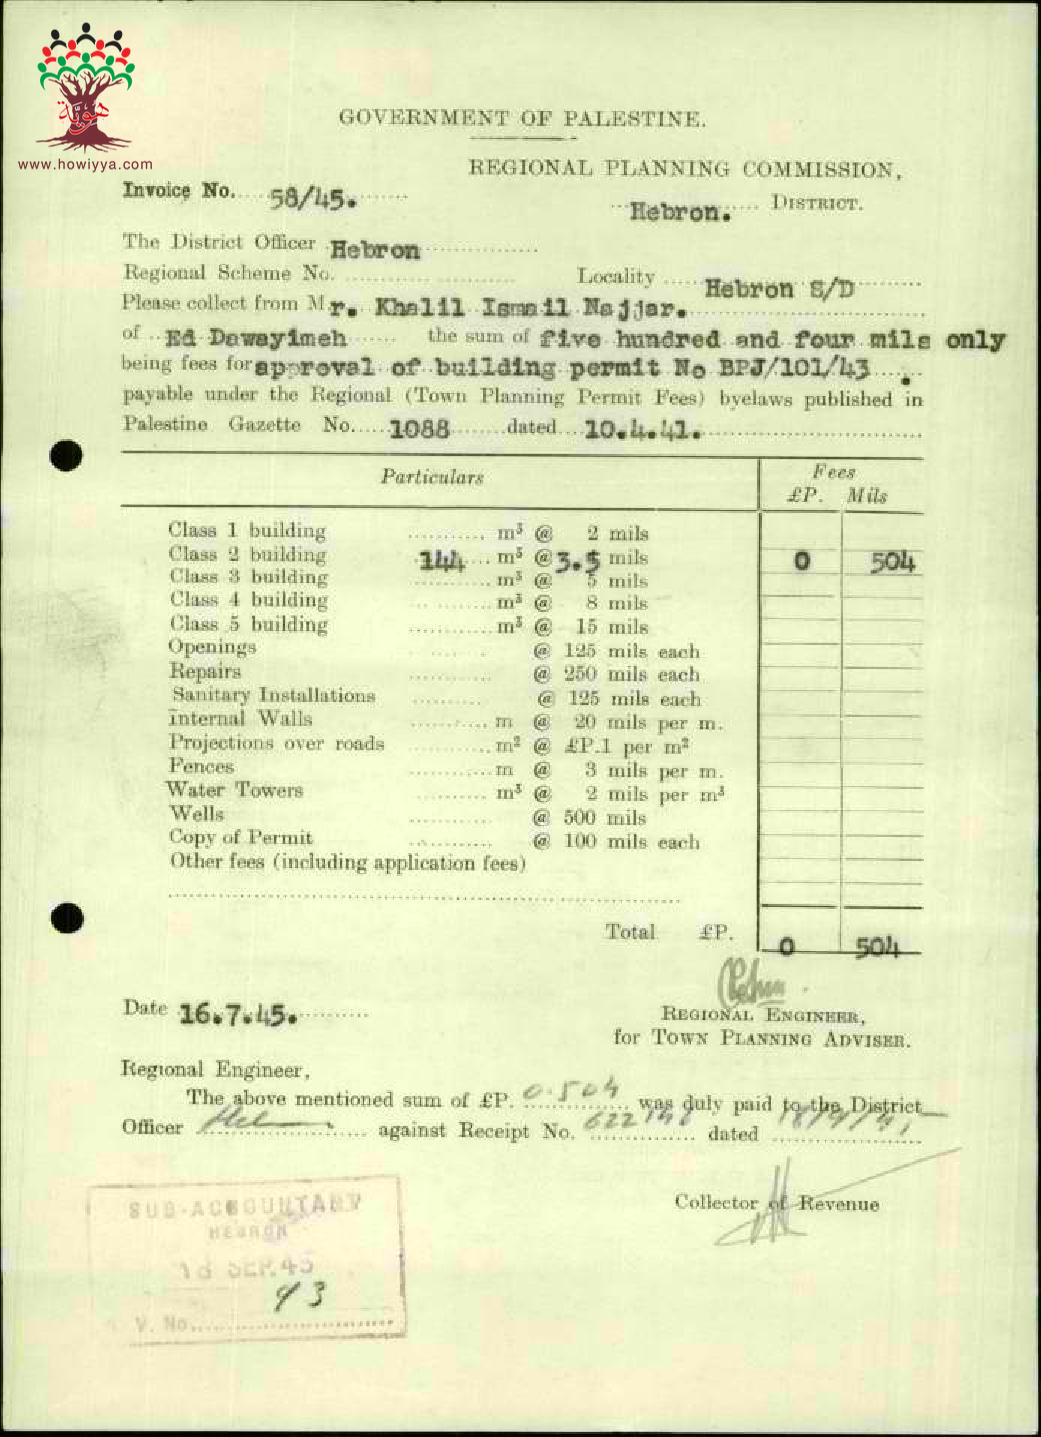 هوية
www.howiyya.com
GOVERNMENT OF PALESTINE.
REGIONAL PLANNING COMMISSION,
Invoice No. 58/45.
Hebron. DISTRICT.
The District Officer Hebron
Regional Scheme No. Locality Hebron S/D
Please collect from Mr. Khalil Ismail Najjar.
of Ed Dawayimeh the sum of five hundred and four mils only
being fees for approval of building permit No BPJ/101/43.
payable under the Regional (Town Planning Permit Fees) byelaws published in
Palestine Gazette No. 1088 dated 10.4.41.
Particulars Fees
£P. Mils
Class 1 building m³ @ 2 mils
Class 2 building 144 m³ @ 3.5 mils 0 504
Class 3 building m³ @ 5 mils
Class 4 building m³ @ 8 mils
Class 5 building m³ @ 15 mils
Openings @ 125 mils each
Repairs @ 250 mils each
Sanitary Installations @ 125 mils each
Internal Walls m @ 20 mils per m.
Projections over roads m² @ £P.1 per m²
Fences m @ 3 mils per m.
Water Towers m³ @ 2 mils per m³
Wells @ 500 mils
Copy of Permit @ 100 mils each
Other fees (including application fees)
Total £P. 0 504
Date 16.7.45.
REGIONAL ENGINEER,
for TOWN PLANNING ADVISER.
Regional Engineer,
The above mentioned sum of £P. 0.504 was duly paid to the District
Officer against Receipt No. 622146 dated
Collector of Revenue
SUB-ACCOUNTANT
HEBRON
18 SEP. 45
43
V. No.